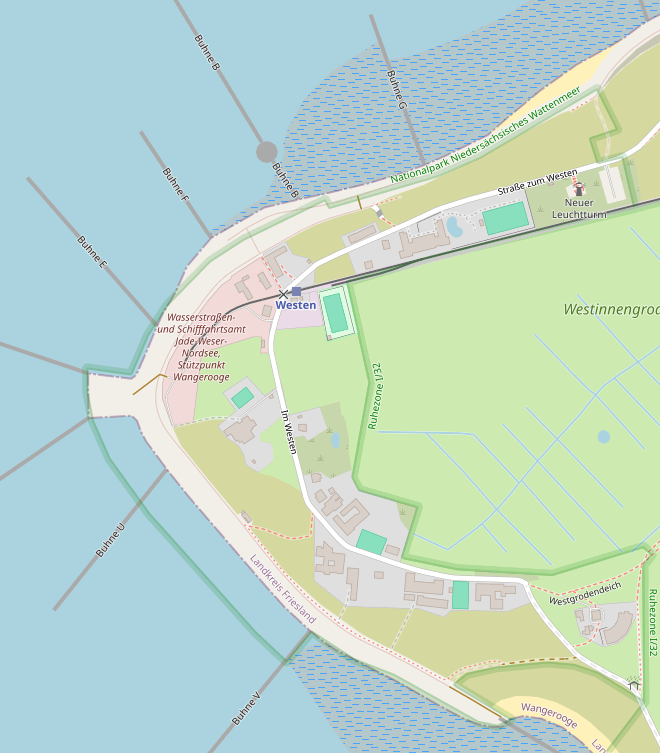 Buhne B
Buhne G
Nationalpark Niedersächsisches Wattenmeer
Buhne F
Buhne B
Straße zum Westen
Neuer
Leuchtturm
Buhne E
Westen
Westinnengrod
Wasserstraßen-
und Schifffahrtsamt
Jade-Weser-
Nordsee,
Stützpunkt
Wangerooge
Ruhezone I/32
Im Westen
Buhne U
Landkreis Friesland
Westgrodendeich
Ruhezone I/32
Buhne V
Wangerooge
Lan